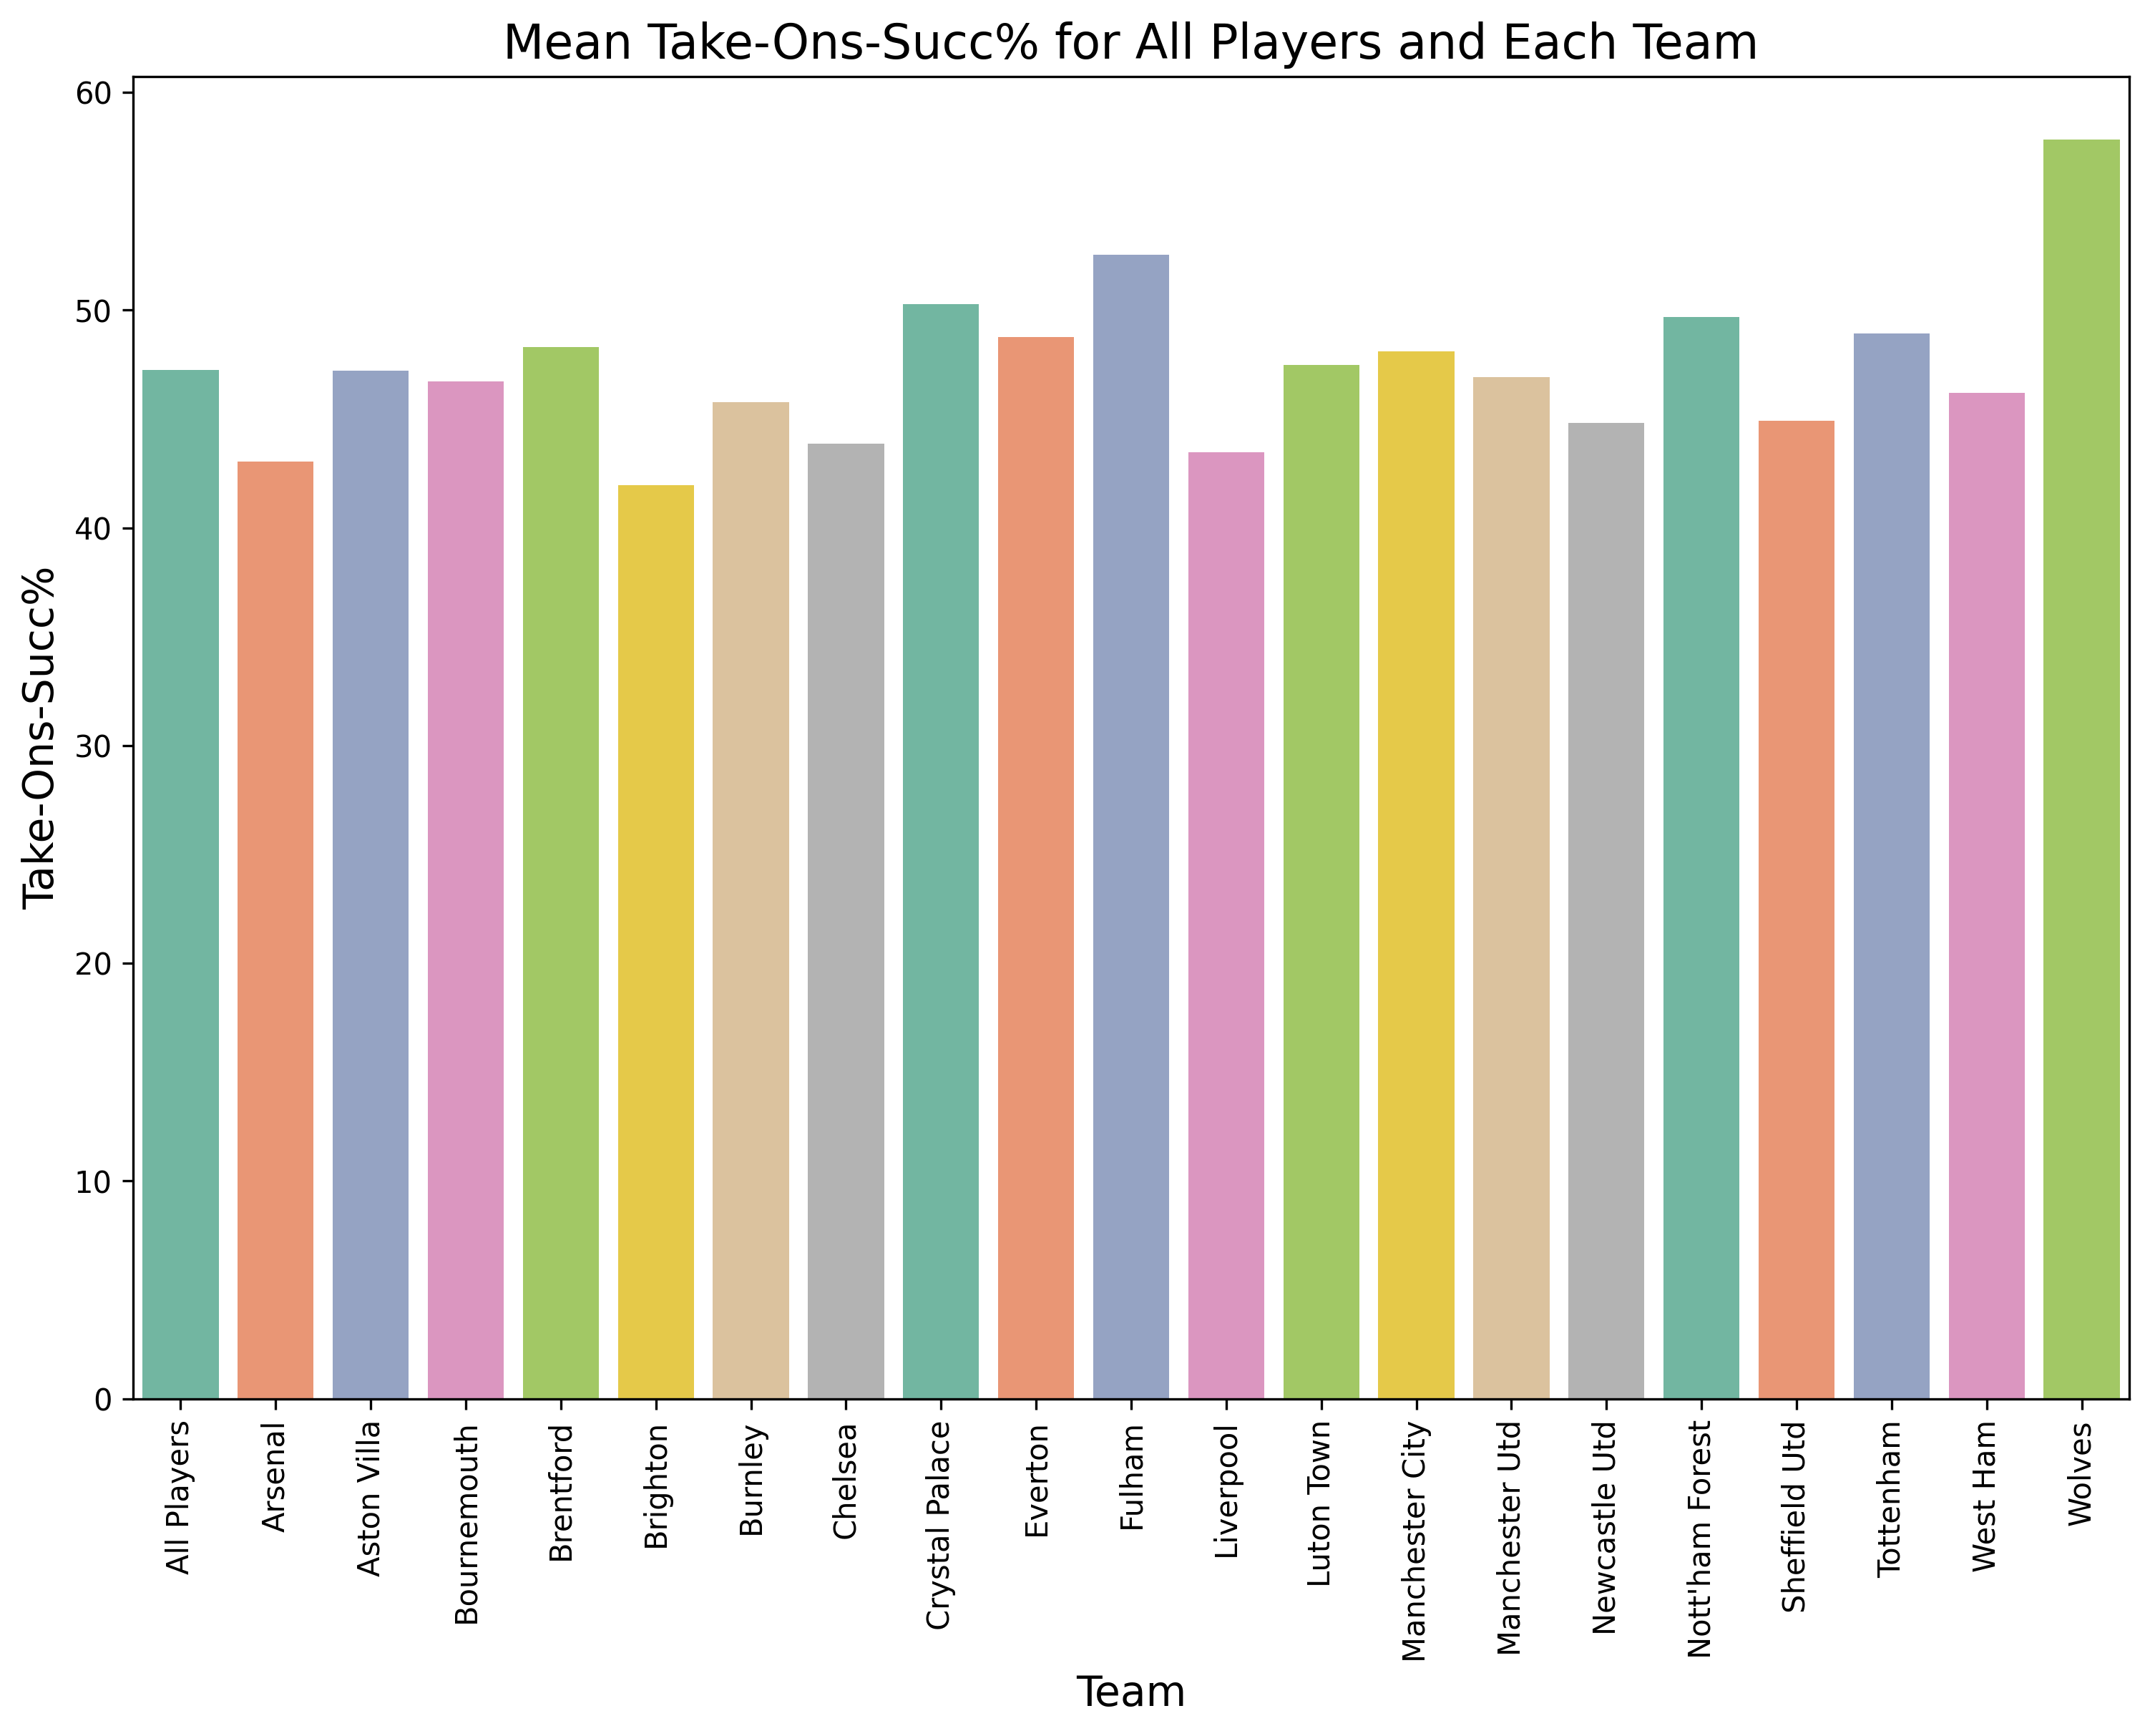 Mean Take-Ons-Succ% for All Players and Each Team
Take-Ons-Succ%
60
50
40
30
20
10
0
All Players
Arsenal
Aston Villa
Bournemouth
Brentford
Brighton
Burnley
Chelsea
Crystal Palace
Everton
Fulham
Liverpool
Luton Town
Manchester City
Manchester Utd
Newcastle Utd
Nott'ham Forest
Sheffield Utd
Tottenham
West Ham
Wolves
Team